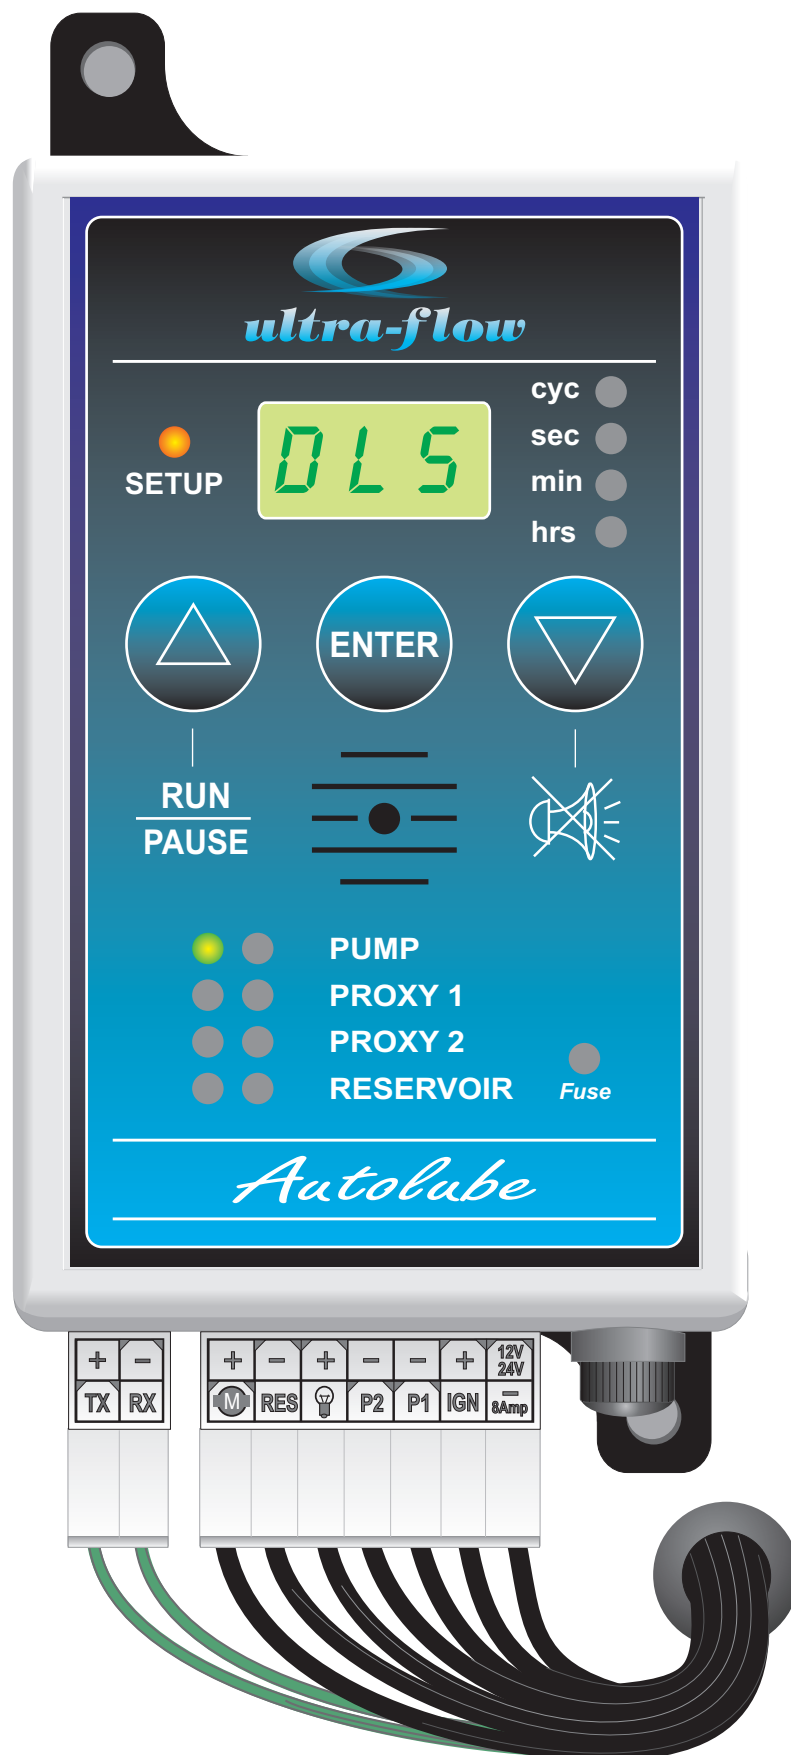 ultra-flow
cyc
sec
min
hrs
SETUP
DLS
ENTER
RUN
PAUSE
PUMP
PROXY 1
PROXY 2
RESERVOIR
Fuse
Autolube
+ − + − + − − + 12V
24V
TX RX M RES P2 P1 IGN −
8Amp